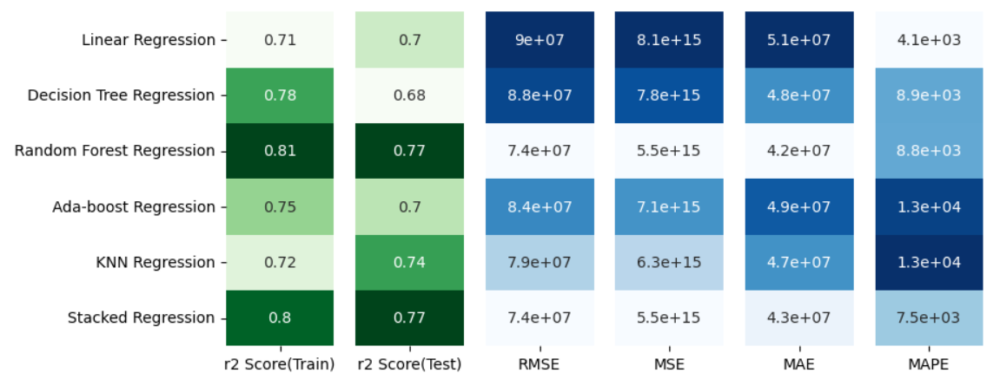 Linear Regression 0.71 0.7 9e+07 8.1e+15 5.1e+07 4.1e+03
Decision Tree Regression 0.78 0.68 8.8e+07 7.8e+15 4.8e+07 8.9e+03
Random Forest Regression 0.81 0.77 7.4e+07 5.5e+15 4.2e+07 8.8e+03
Ada-boost Regression 0.75 0.7 8.4e+07 7.1e+15 4.9e+07 1.3e+04
KNN Regression 0.72 0.74 7.9e+07 6.3e+15 4.7e+07 1.3e+04
Stacked Regression 0.8 0.77 7.4e+07 5.5e+15 4.3e+07 7.5e+03
r2 Score(Train) r2 Score(Test) RMSE MSE MAE MAPE